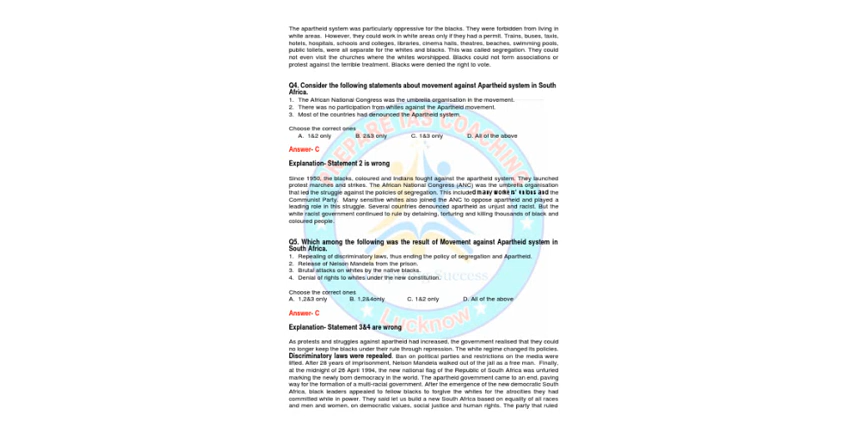 The apartheid system was particularly oppressive for the blacks. They were forbidden from living in
white areas. However, they could work in white areas only if they had a permit. Trains, buses, taxis,
hotels, hospitals, schools and colleges, libraries, cinema halls, theatres, beaches, swimming pools,
public toilets, were all separate for the whites and blacks. This was called segregation. They could
not even visit the churches where the whites worshipped. Blacks could not form associations or
protest against the terrible treatment. Blacks were denied the right to vote.
Q4. Consider the following statements about movement against Apartheid system in South
Africa.
1. The African National Congress was the umbrella organisation in the movement.
2. There was no participation from whites against the Apartheid movement.
3. Most of the countries had denounced the Apartheid system.
Choose the correct ones
A. 1&2 only B. 2&3 only C. 1&3 only D. All of the above
Answer- C
Explanation- Statement 2 is wrong
Since 1950, the blacks, coloured and Indians fought against the apartheid system. They launched
protest marches and strikes. The African National Congress (ANC) was the umbrella organisation
that led the struggle against the policies of segregation. This included many workers' unions and the
Communist Party. Many sensitive whites also joined the ANC to oppose apartheid and played a
leading role in this struggle. Several countries denounced apartheid as unjust and racist. But the
white racist government continued to rule by detaining, torturing and killing thousands of black and
coloured people.
Q5. Which among the following was the result of Movement against Apartheid system in
South Africa.
1. Repealing of discriminatory laws, thus ending the policy of segregation and Apartheid.
2. Release of Nelson Mandela from the prison.
3. Brutal attacks on whites by the native blacks.
4. Denial of rights to whites under the new constitution.
Choose the correct ones
A. 1,2&3 only B. 1,2&4only C. 1&2 only D. All of the above
Answer- C
Explanation- Statement 3&4 are wrong
As protests and struggles against apartheid had increased, the government realised that they could
no longer keep the blacks under their rule through repression. The white regime changed its policies.
Discriminatory laws were repealed. Ban on political parties and restrictions on the media were
lifted. After 28 years of imprisonment, Nelson Mandela walked out of the jail as a free man. Finally,
at the midnight of 26 April 1994, the new national flag of the Republic of South Africa was unfurled
marking the newly born democracy in the world. The apartheid government came to an end, paving
way for the formation of a multi-racial government. After the emergence of the new democratic South
Africa, black leaders appealed to fellow blacks to forgive the whites for the atrocities they had
committed while in power. They said let us build a new South Africa based on equality of all races
and men and women, on democratic values, social justice and human rights. The party that ruled
PREPARE IAS COACHING
Success
Lucknow